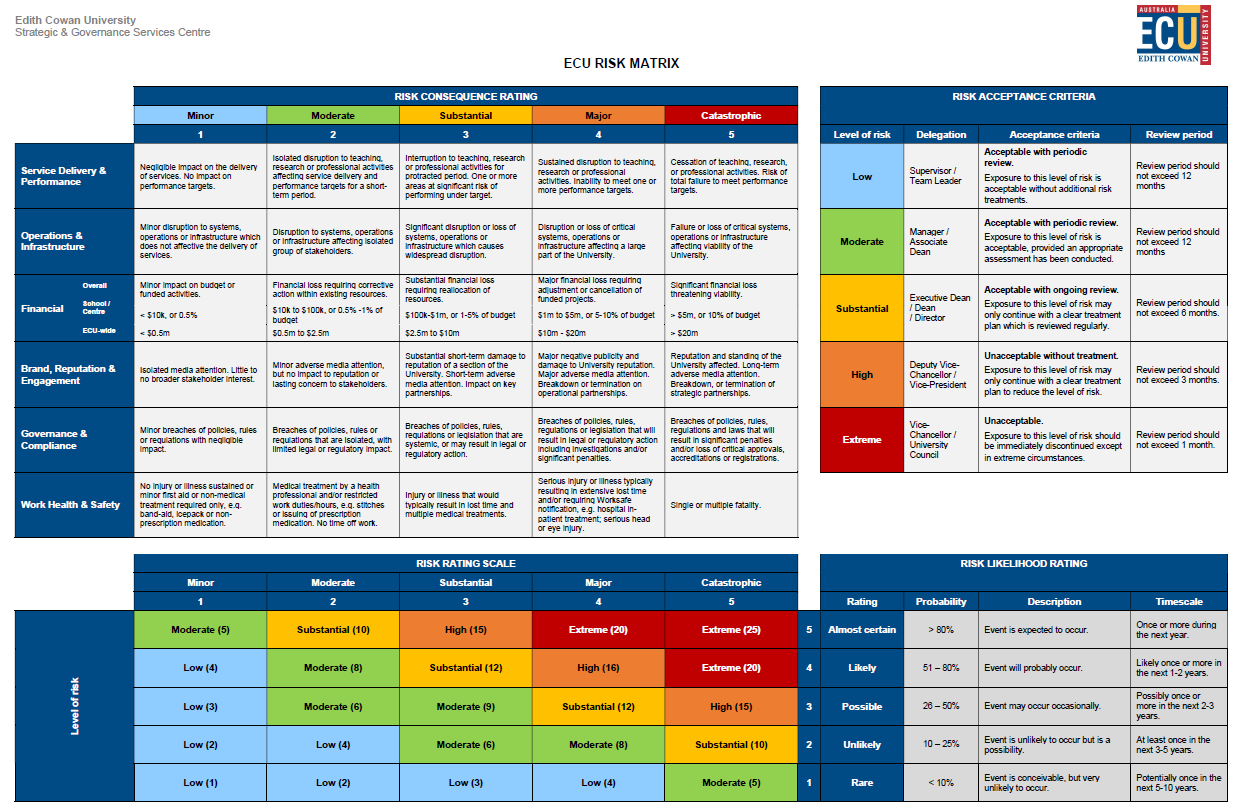 Edith Cowan University
Strategic & Governance Services Centre
AUSTRALIA
ECU
EDITH COWAN
UNIVERSITY
ECU RISK MATRIX
RISK CONSEQUENCE RATING
Minor
Moderate
Substantial
Major
Catastrophic
1
2
3
4
5
Service Delivery &
Performance
Negligible impact on the delivery
of services. No impact on
performance targets.
Isolated disruption to teaching,
research or professional activities
affecting service delivery and
performance targets for a short-
term period.
Interruption to teaching, research
or professional activities for
protracted period. One or more
areas at significant risk of
performing under target.
Sustained disruption to teaching,
research or professional
activities. Inability to meet one or
more performance targets.
Cessation of teaching, research,
or professional activities. Risk of
total failure to meet performance
targets.
Operations &
Infrastructure
Minor disruption to systems,
operations or infrastructure which
does not affective the delivery of
services.
Disruption to systems, operations
or infrastructure affecting isolated
group of stakeholders.
Significant disruption or loss of
systems, operations or
infrastructure which causes
widespread disruption.
Disruption or loss of critical
systems, operations or
infrastructure affecting a large
part of the University.
Failure or loss of critical systems,
operations or infrastructure
affecting viability of the
University.
Financial
Overall
Minor impact on budget or
funded activities.
Financial loss requiring corrective
action within existing resources.
Substantial financial loss
requiring reallocation of
resources.
Major financial loss requiring
adjustment or cancellation of
funded projects.
Significant financial loss
threatening viability.
School /
Centre
< $10k, or 0.5%
$10k to $100k, or 0.5% -1% of
budget
$100k-$1m, or 1-5% of budget
$1m to $5m, or 5-10% of budget
> $5m, or 10% of budget
ECU-wide
< $0.5m
$0.5m to $2.5m
$2.5m to $10m
$10m - $20m
> $20m
Brand, Reputation &
Engagement
Isolated media attention. Little to
no broader stakeholder interest.
Minor adverse media attention,
but no impact to reputation or
lasting concern to stakeholders.
Substantial short-term damage to
reputation of a section of the
University. Short-term adverse
media attention. Impact on key
partnerships.
Major negative publicity and
damage to University reputation.
Major adverse media attention.
Breakdown or termination on
operational partnerships.
Reputation and standing of the
University affected. Long-term
adverse media attention.
Breakdown, or termination of
strategic partnerships.
Governance &
Compliance
Minor breaches of policies, rules
or regulations with negligible
impact.
Breaches of policies, rules or
regulations that are isolated, with
limited legal or regulatory impact.
Breaches of policies, rules,
regulations or legislation that are
systemic, or may result in legal or
regulatory action.
Breaches of policies, rules,
regulations or legislation that will
result in legal or regulatory action
including investigations and/or
significant penalties.
Breaches of policies, rules,
regulations and laws that will
result in significant penalties
and/or loss of critical approvals,
accreditations or registrations.
Work Health & Safety
No injury or illness sustained or
minor first aid or non-medical
treatment required only, e.g.
band-aid, icepack or non-
prescription medication.
Medical treatment by a health
professional and/or restricted
work duties/hours, e.g. stitches
or issuing of prescription
medication. No time off work.
Injury or illness that would
typically result in lost time and
multiple medical treatments.
Serious injury or illness typically
resulting in extensive lost time
and/or requiring Worksafe
notification, e.g. hospital in-
patient treatment; serious head
or eye injury.
Single or multiple fatality.
RISK ACCEPTANCE CRITERIA
Level of risk
Delegation
Acceptance criteria
Review period
Low
Supervisor /
Team Leader
Acceptable with periodic
review.
Exposure to this level of risk is
acceptable without additional risk
treatments.
Review period should
not exceed 12
months
Moderate
Manager /
Associate
Dean
Acceptable with periodic review.
Exposure to this level of risk is
acceptable, provided an appropriate
assessment has been conducted.
Review period should
not exceed 12
months
Substantial
Executive Dean
/ Dean
/ Director
Acceptable with ongoing review.
Exposure to this level of risk may
only continue with a clear treatment
plan which is reviewed regularly.
Review period should
not exceed 6 months.
High
Deputy Vice-
Chancellor /
Vice-President
Unacceptable without treatment.
Exposure to this level of risk may
only continue with a clear treatment
plan to reduce the level of risk.
Review period should
not exceed 3 months.
Extreme
Vice-
Chancellor /
University
Council
Unacceptable.
Exposure to this level of risk should
be immediately discontinued except
in extreme circumstances.
Review period should
not exceed 1 month.
RISK RATING SCALE
Minor
Moderate
Substantial
Major
Catastrophic
1
2
3
4
5
Level of risk
Moderate (5)
Substantial (10)
High (15)
Extreme (20)
Extreme (25)
Low (4)
Moderate (8)
Substantial (12)
High (16)
Extreme (20)
Low (3)
Moderate (6)
Moderate (9)
Substantial (12)
High (15)
Low (2)
Low (4)
Moderate (6)
Moderate (8)
Substantial (10)
Low (1)
Low (2)
Low (3)
Low (4)
Moderate (5)
RISK LIKELIHOOD RATING
Rating
Probability
Description
Timescale
5
Almost certain
> 80%
Event is expected to occur.
Once or more during
the next year.
4
Likely
51 – 80%
Event will probably occur.
Likely once or more in
the next 1-2 years.
3
Possible
26 – 50%
Event may occur occasionally.
Possibly once or
more in the next 2-3
years.
2
Unlikely
10 – 25%
Event is unlikely to occur but is a
possibility.
At least once in the
next 3-5 years.
1
Rare
< 10%
Event is conceivable, but very
unlikely to occur.
Potentially once in the
next 5-10 years.